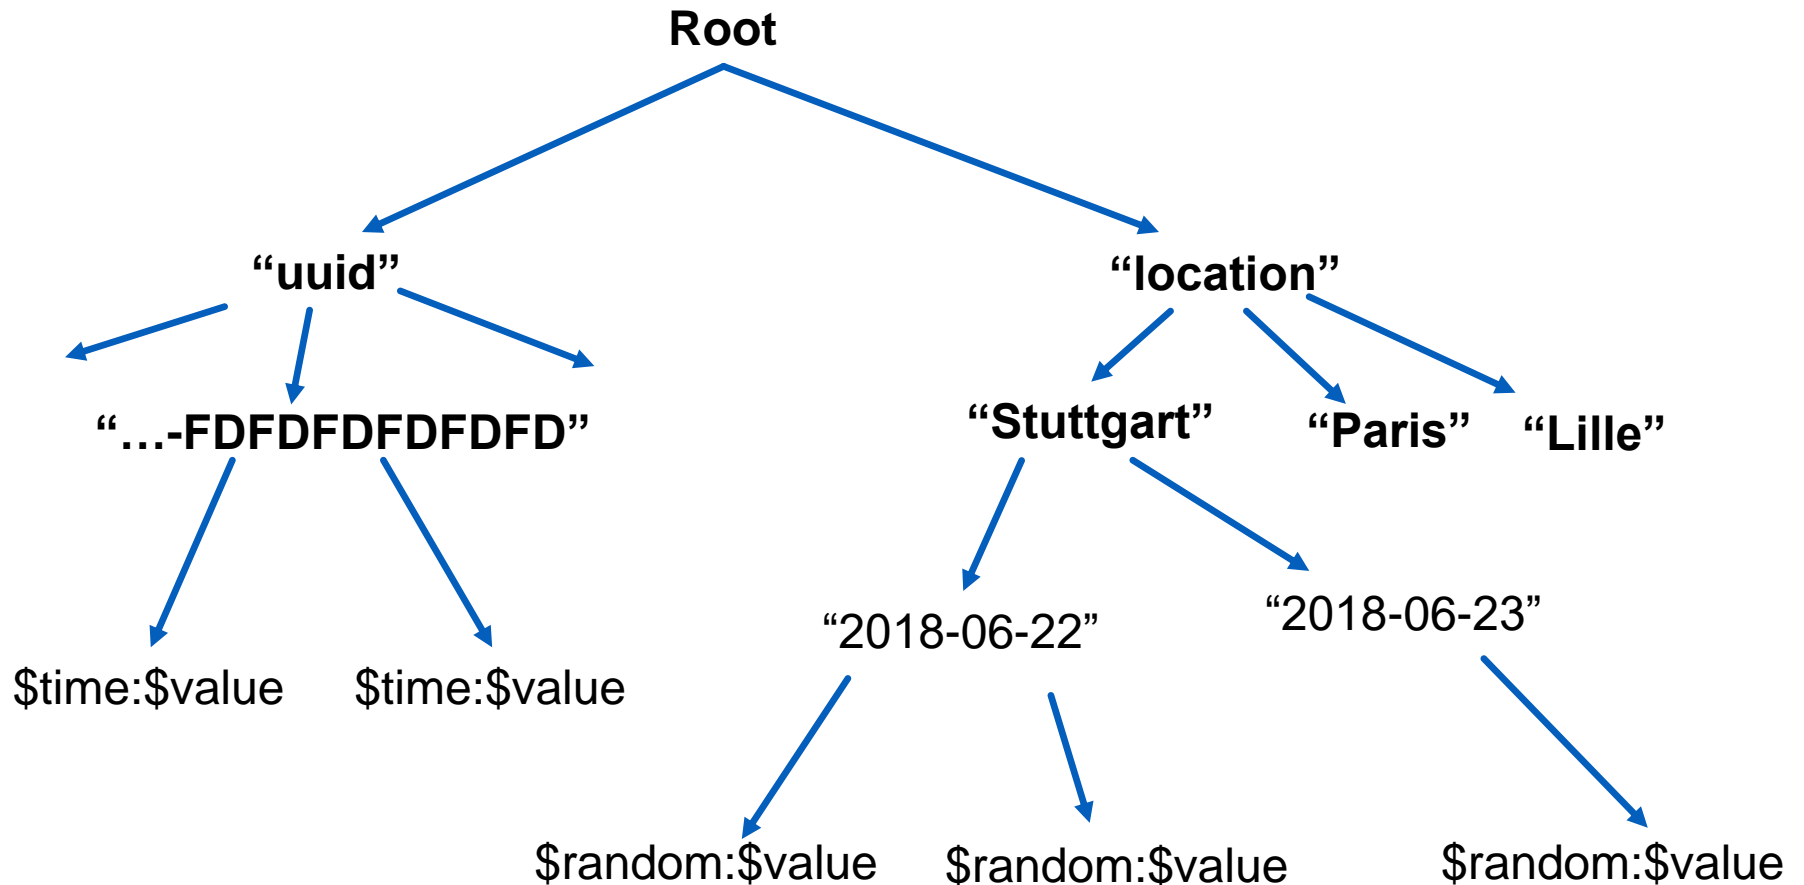 Root
“uuid”
“location”
“…-FDFDFDFDFDFD”
“Stuttgart”
“Paris”
“Lille”
“2018-06-22”
“2018-06-23”
$time:$value
$time:$value
$random:$value
$random:$value
$random:$value